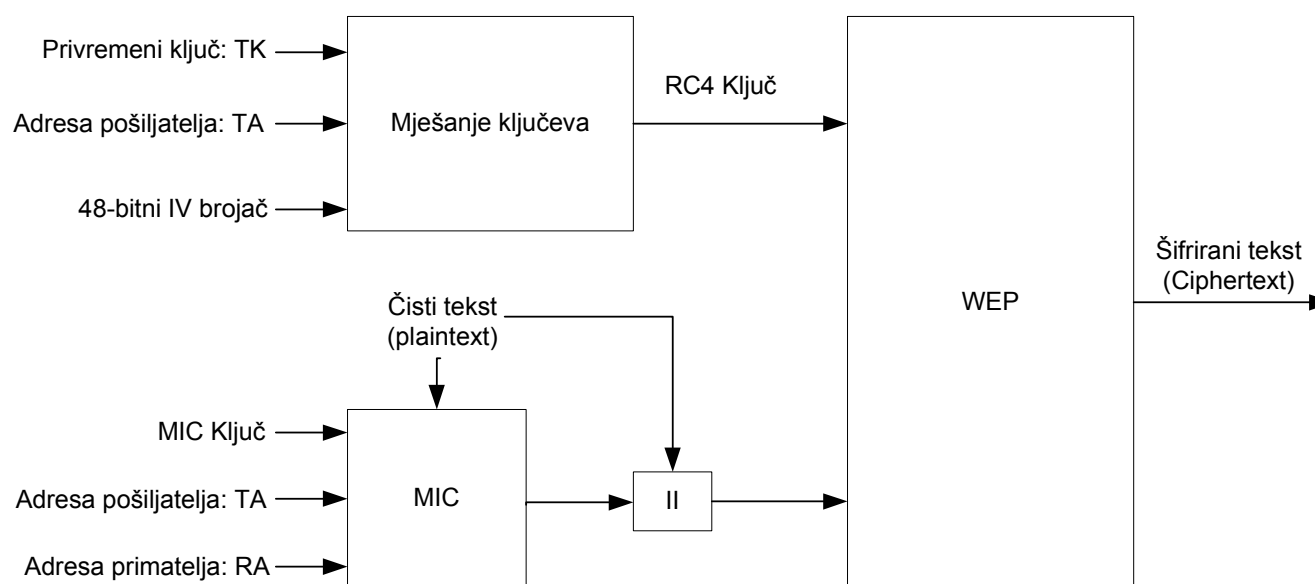 Privremeni ključ: TK
Adresa pošiljatelja: TA
48-bitni IV brojač
Mješanje ključeva
RC4 Ključ
WEP
Šifrirani tekst
(Ciphertext)
Čisti tekst
(plaintext)
MIC Ključ
Adresa pošiljatelja: TA
Adresa primatelja: RA
MIC
II